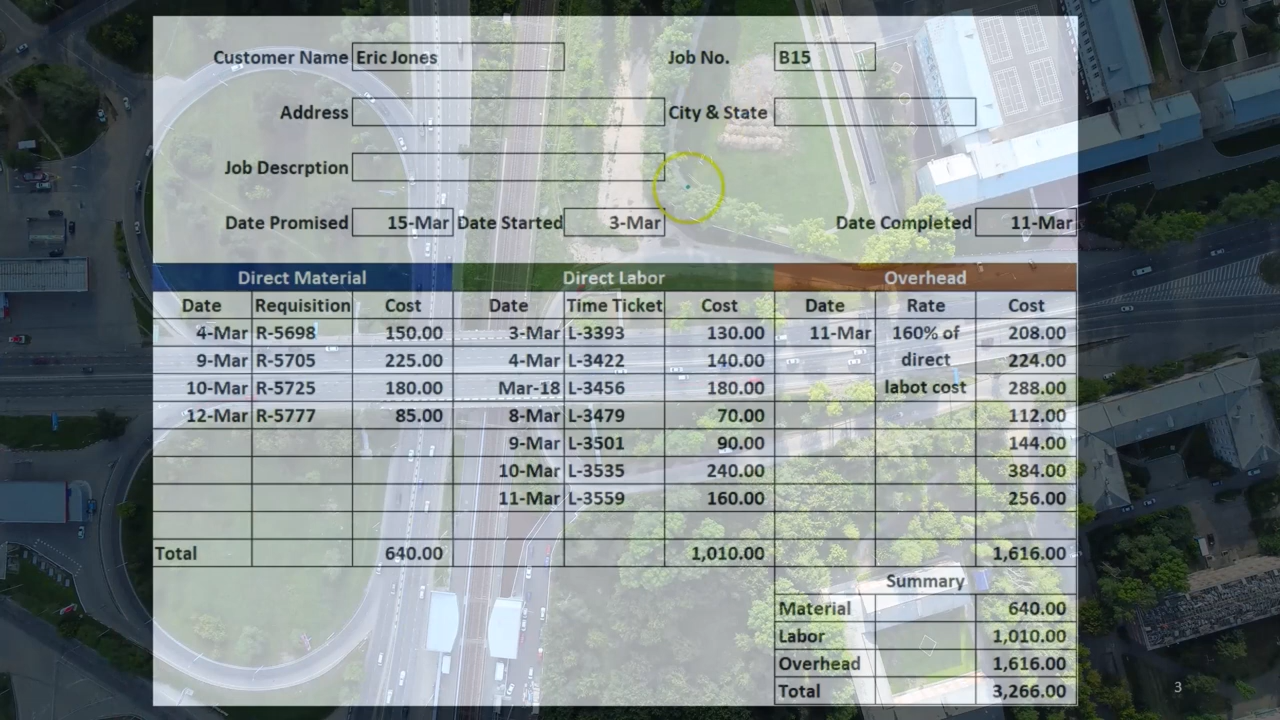 Customer Name Eric Jones Job No. B15
Address City & State
Job Descrption
Date Promised 15-Mar Date Started 3-Mar Date Completed 11-Mar
Direct Material Direct Labor Overhead
Date Requisition Cost Date Time Ticket Cost Date Rate Cost
4-Mar R-5698 150.00 3-Mar L-3393 130.00 11-Mar 160% of 208.00
9-Mar R-5705 225.00 4-Mar L-3422 140.00 direct 224.00
10-Mar R-5725 180.00 Mar-18 L-3456 180.00 labot cost 288.00
12-Mar R-5777 85.00 8-Mar L-3479 70.00 112.00
9-Mar L-3501 90.00 144.00
10-Mar L-3535 240.00 384.00
11-Mar L-3559 160.00 256.00
Total 640.00 1,010.00 1,616.00
Summary
Material 640.00
Labor 1,010.00
Overhead 1,616.00
Total 3,266.00
3